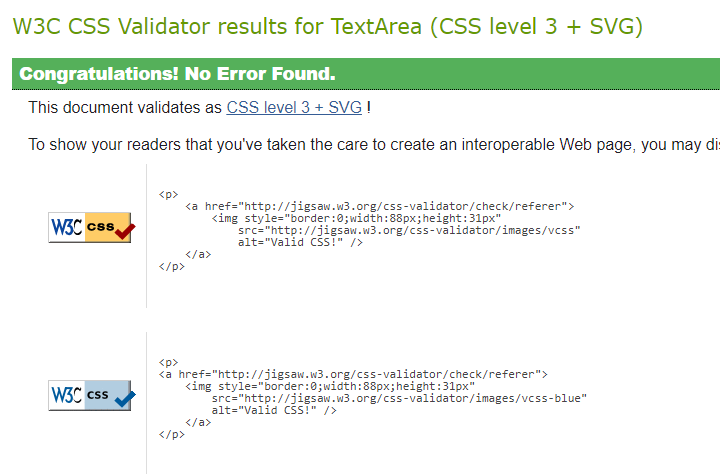 W3C CSS Validator results for TextArea (CSS level 3 + SVG)
Congratulations! No Error Found.
This document validates as CSS level 3 + SVG !
To show your readers that you've taken the care to create an interoperable Web page, you may
W3C css
<p>
    <a href="http://jigsaw.w3.org/css-validator/check/referer">
        <img style="border:0;width:88px;height:31px"
            src="http://jigsaw.w3.org/css-validator/images/vcss"
            alt="Valid CSS!" />
    </a>
</p>
W3C css
<p>
<a href="http://jigsaw.w3.org/css-validator/check/referer">
    <img style="border:0;width:88px;height:31px"
        src="http://jigsaw.w3.org/css-validator/images/vcss-blue"
        alt="Valid CSS!" />
    </a>
</p>